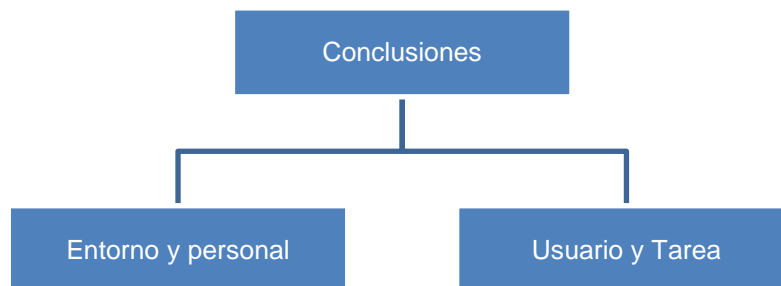 Conclusiones
Entorno y personal
Usuario y Tarea